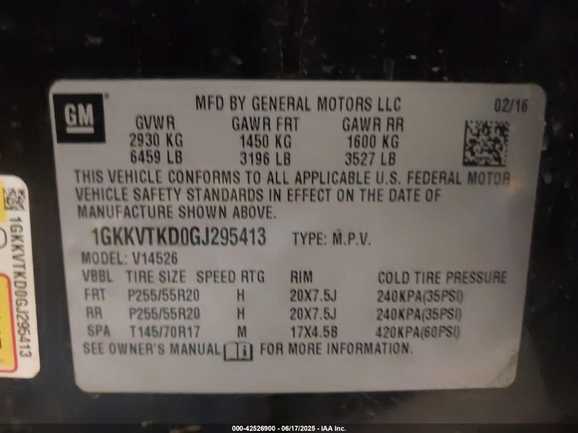 GM
MFD BY GENERAL MOTORS LLC 02/16
GVWR GAWR FRT GAWR RR
2930 KG 1450 KG 1600 KG
6459 LB 3196 LB 3527 LB
THIS VEHICLE CONFORMS TO ALL APPLICABLE U.S. FEDERAL MOTOR
VEHICLE SAFETY STANDARDS IN EFFECT ON THE DATE OF
MANUFACTURE SHOWN ABOVE.
1GKKVTKD0GJ295413 TYPE: M.P.V.
MODEL: V14526
VBBL TIRE SIZE SPEED RTG RIM COLD TIRE PRESSURE
FRT P255/55R20 H 20X7.5J 240KPA(35PSI)
RR P255/55R20 H 20X7.5J 240KPA(35PSI)
SPA T145/70R17 M 17X4.5B 420KPA(60PSI)
SEE OWNER'S MANUAL FOR MORE INFORMATION.
1GKKVTKD0GJ295413
000-42526900 - 06/17/2025 - IAA Inc.